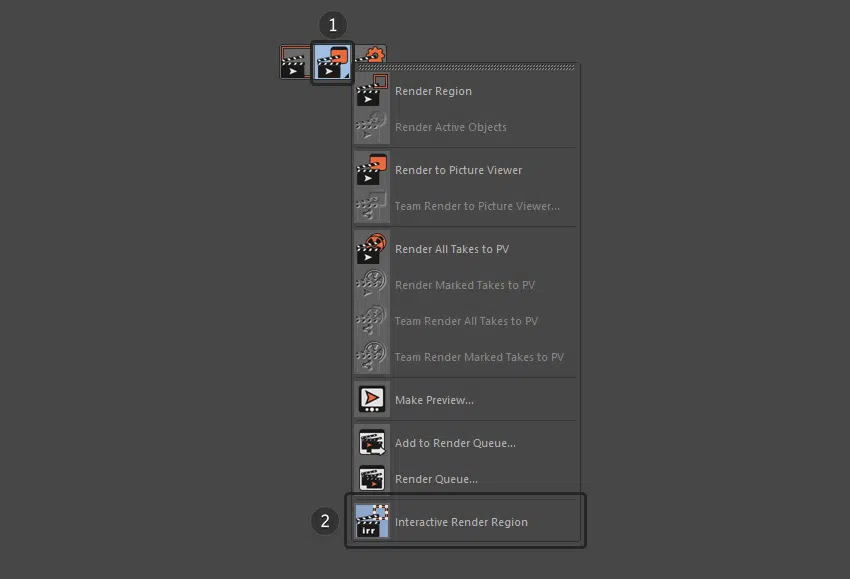 1
Render Region
Render Active Objects
Render to Picture Viewer
Team Render to Picture Viewer...
Render All Takes to PV
Render Marked Takes to PV
Team Render All Takes to PV
Team Render Marked Takes to PV
Make Preview...
Add to Render Queue...
Render Queue...
2
irr
Interactive Render Region